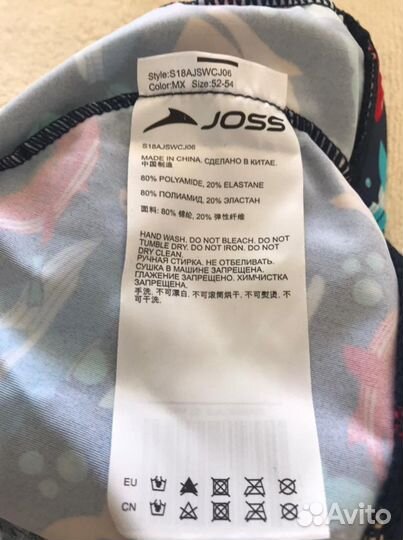 Style:S18AJSWCJ06
Color:MX Size:52-54
JOSS
S18AJSWCJ06
MADE IN CHINA. СДЕЛАНО В КИТАЕ.
中国制造
80% POLYAMIDE, 20% ELASTANE
80% ПОЛИАМИД, 20% ЭЛАСТАН
面料: 80% 锦纶, 20% 弹性纤维
HAND WASH. DO NOT BLEACH. DO NOT
TUMBLE DRY. DO NOT IRON. DO NOT
DRY CLEAN.
РУЧНАЯ СТИРКА. НЕ ОТБЕЛИВАТЬ.
СУШКА В МАШИНЕ ЗАПРЕЩЕНА.
ГЛАЖЕНИЕ ЗАПРЕЩЕНО. ХИМЧИСТКА
ЗАПРЕЩЕНА.
手洗, 不可漂白, 不可滚筒烘干, 不可熨烫, 不
可干洗.
EU
CN
Avito